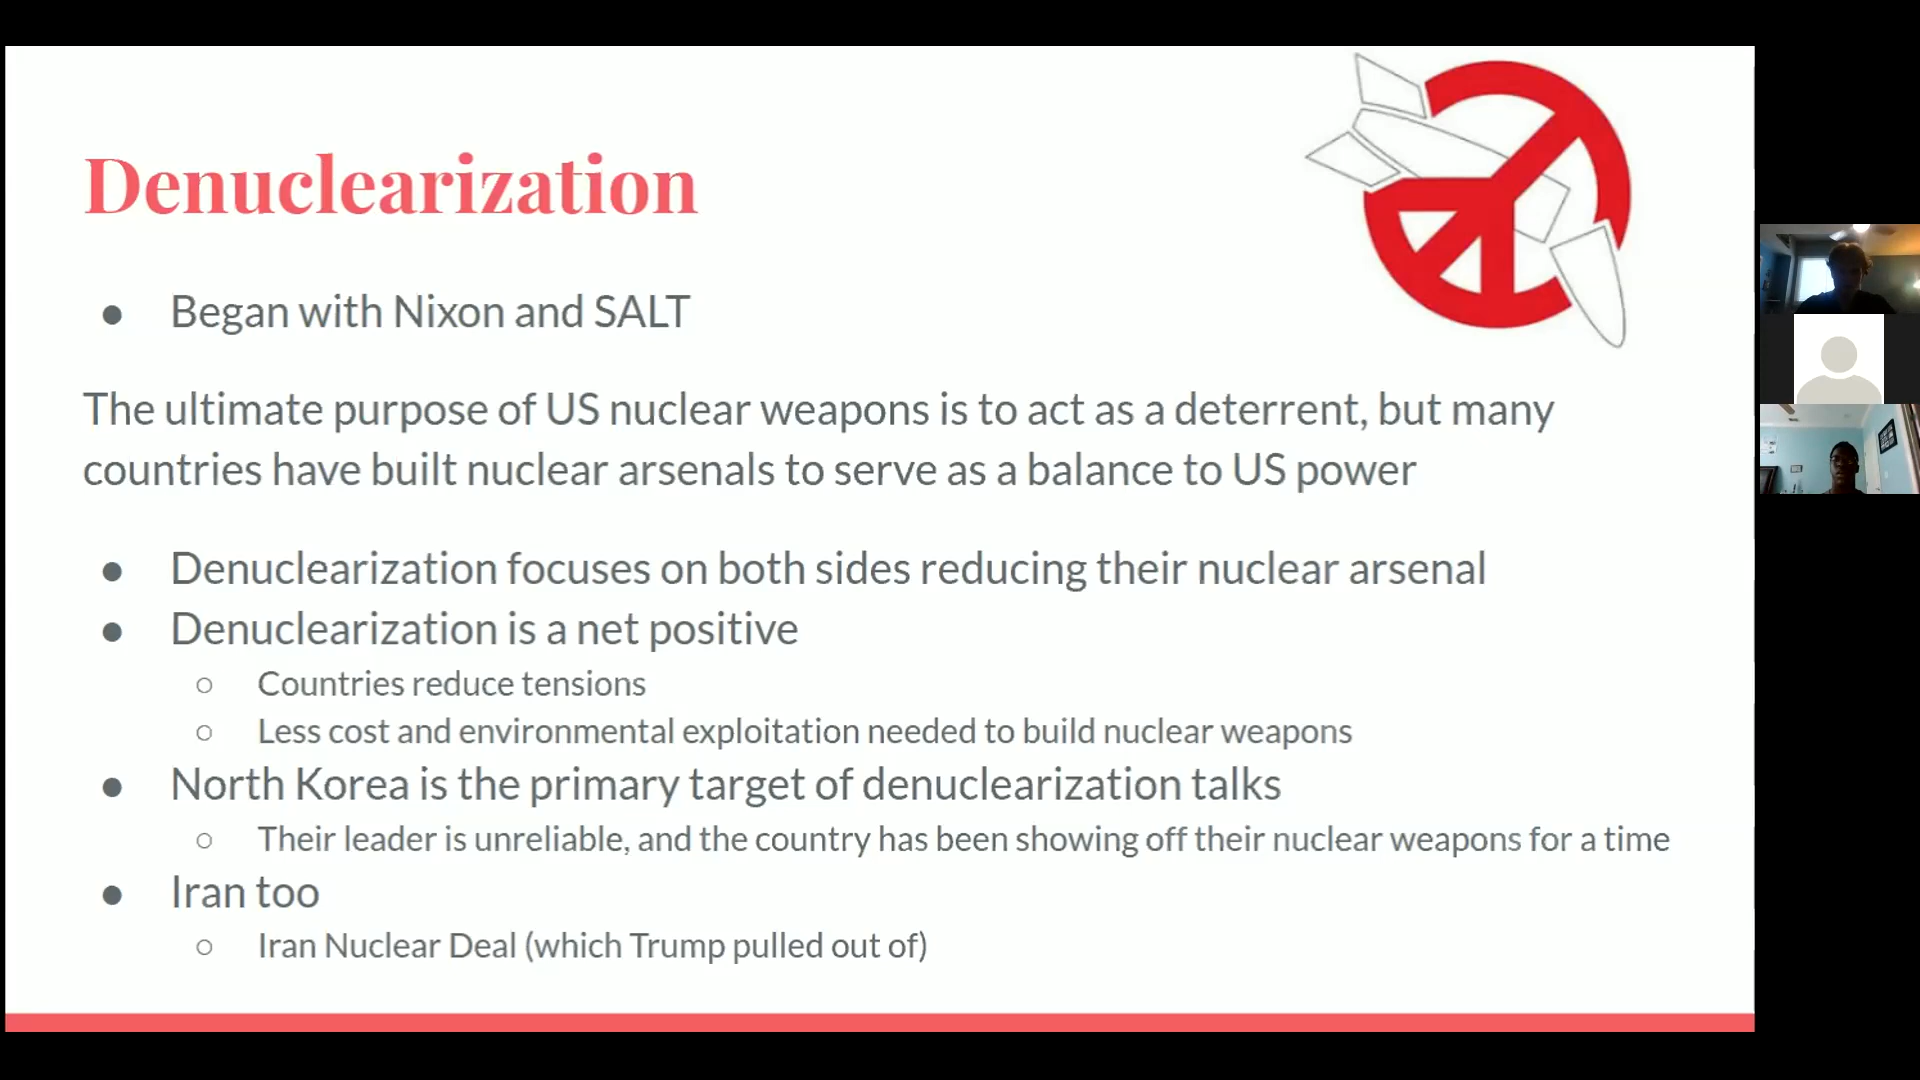 Denuclearization
● Began with Nixon and SALT
The ultimate purpose of US nuclear weapons is to act as a deterrent, but many
countries have built nuclear arsenals to serve as a balance to US power
● Denuclearization focuses on both sides reducing their nuclear arsenal
● Denuclearization is a net positive
○ Countries reduce tensions
○ Less cost and environmental exploitation needed to build nuclear weapons
● North Korea is the primary target of denuclearization talks
○ Their leader is unreliable, and the country has been showing off their nuclear weapons for a time
● Iran too
○ Iran Nuclear Deal (which Trump pulled out of)